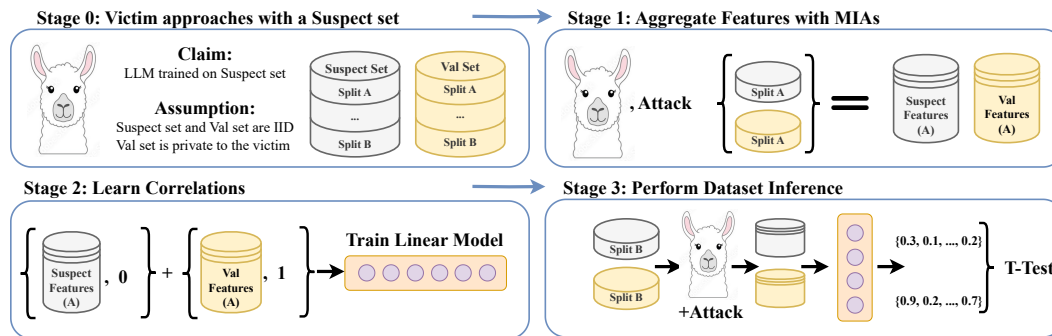 Stage 0: Victim approaches with a Suspect set
Claim:
LLM trained on Suspect set
Assumption:
Suspect set and Val set are IID
Val set is private to the victim
Suspect Set
Split A
...
Split B
Val Set
Split A
...
Split B
Stage 1: Aggregate Features with MIAs
, Attack
Split A
Split A
=
Suspect
Features
(A)
Val
Features
(A)
Stage 2: Learn Correlations
Suspect
Features
(A)
, 0
+
Val
Features
(A)
, 1
Train Linear Model
Stage 3: Perform Dataset Inference
Split B
Split B
+Attack
{0.3, 0.1, ..., 0.2}
{0.9, 0.2, ..., 0.7}
T-Test